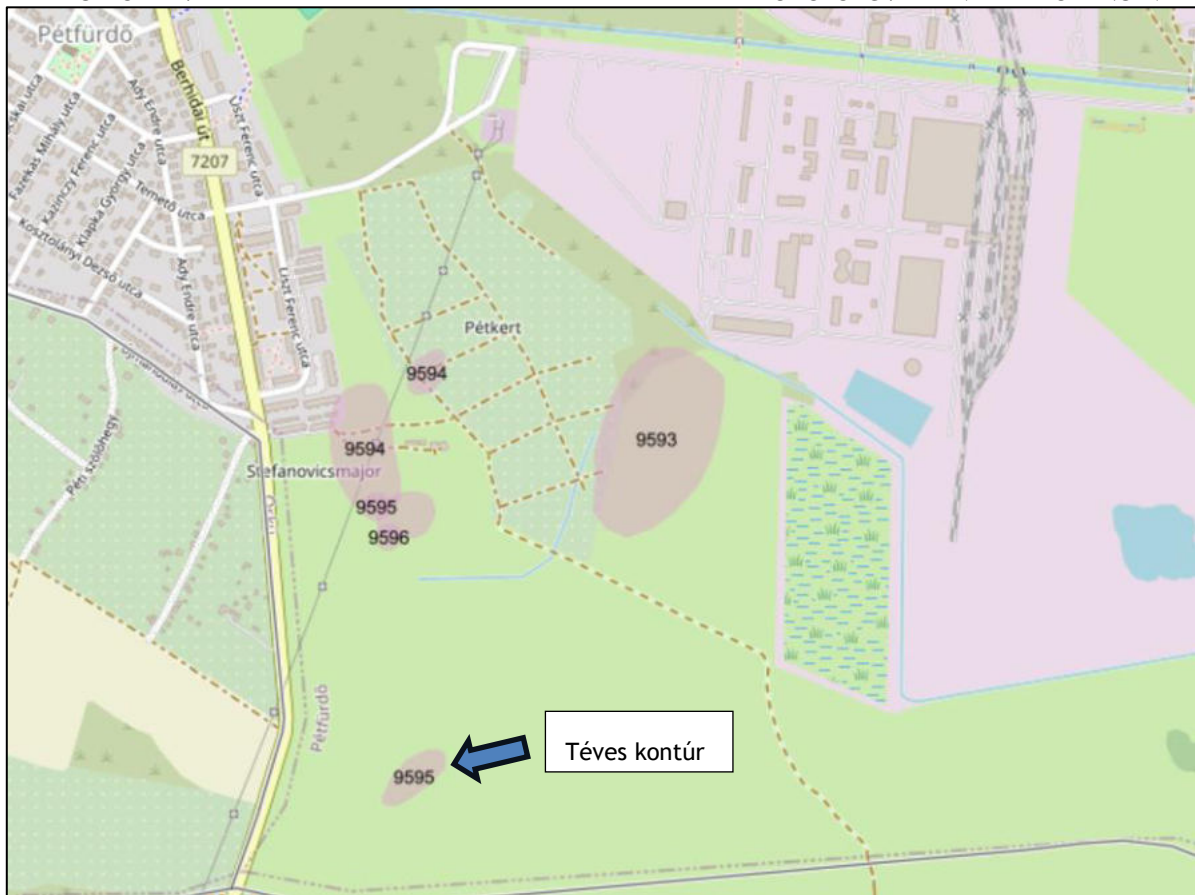 Pétfürdő
Berhidai út
Ady Endre utca
Liszt Ferenc utca
7207
Fazekas Mihály utca
Kazinczy Ferenc utca
Klapka György utca
Temető utca
Kosztolányi Dezső utca
Ady Endre utca
Liszt Ferenc utca
Pétkert
9594
9593
9594
Stefanovicsmajor
Péti szőlőhegy
9595
Öskü
9596
Pétfürdő
Téves kontúr
9595